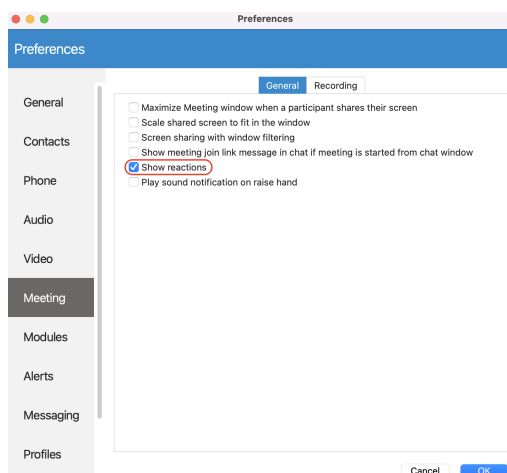 Preferences
Preferences
General
Contacts
Phone
Audio
Video
Meeting
Modules
Alerts
Messaging
Profiles
General Recording
Maximize Meeting window when a participant shares their screen
Scale shared screen to fit in the window
Screen sharing with window filtering
Show meeting join link message in chat if meeting is started from chat window
Show reactions
Play sound notification on raise hand
Cancel OK